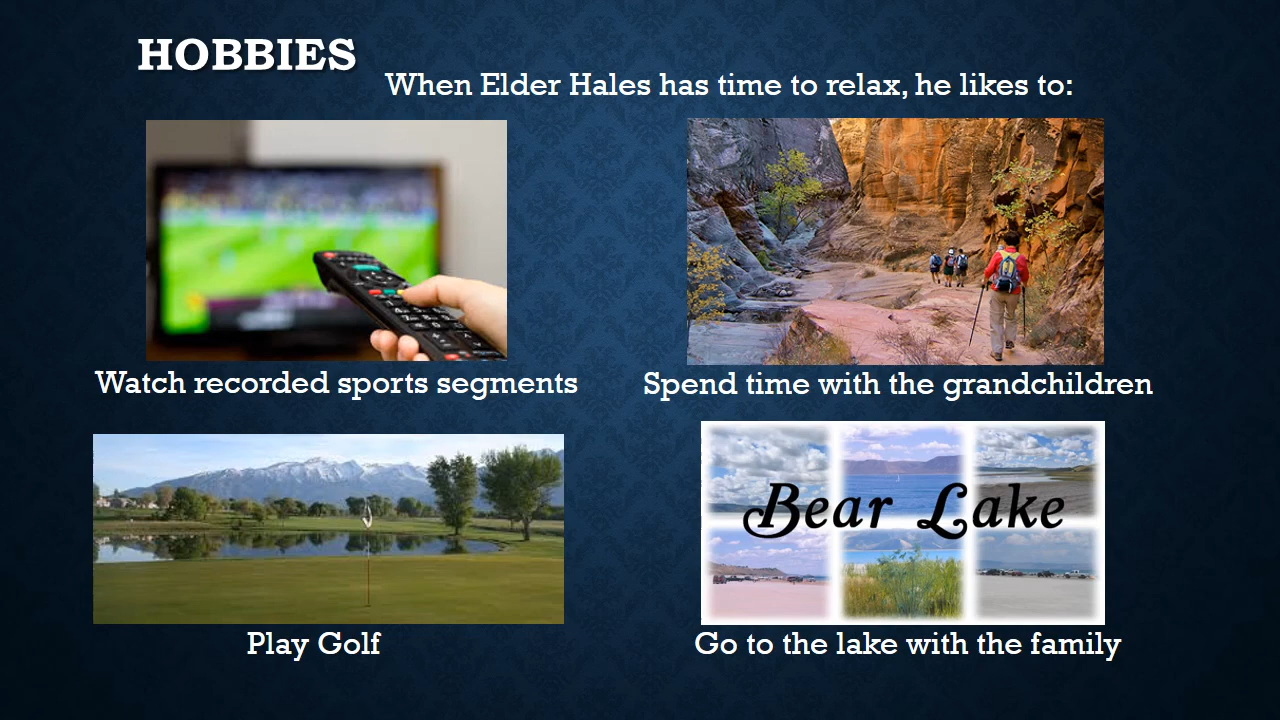 HOBBIES
When Elder Hales has time to relax, he likes to:
Watch recorded sports segments
Spend time with the grandchildren
Bear Lake
Play Golf
Go to the lake with the family